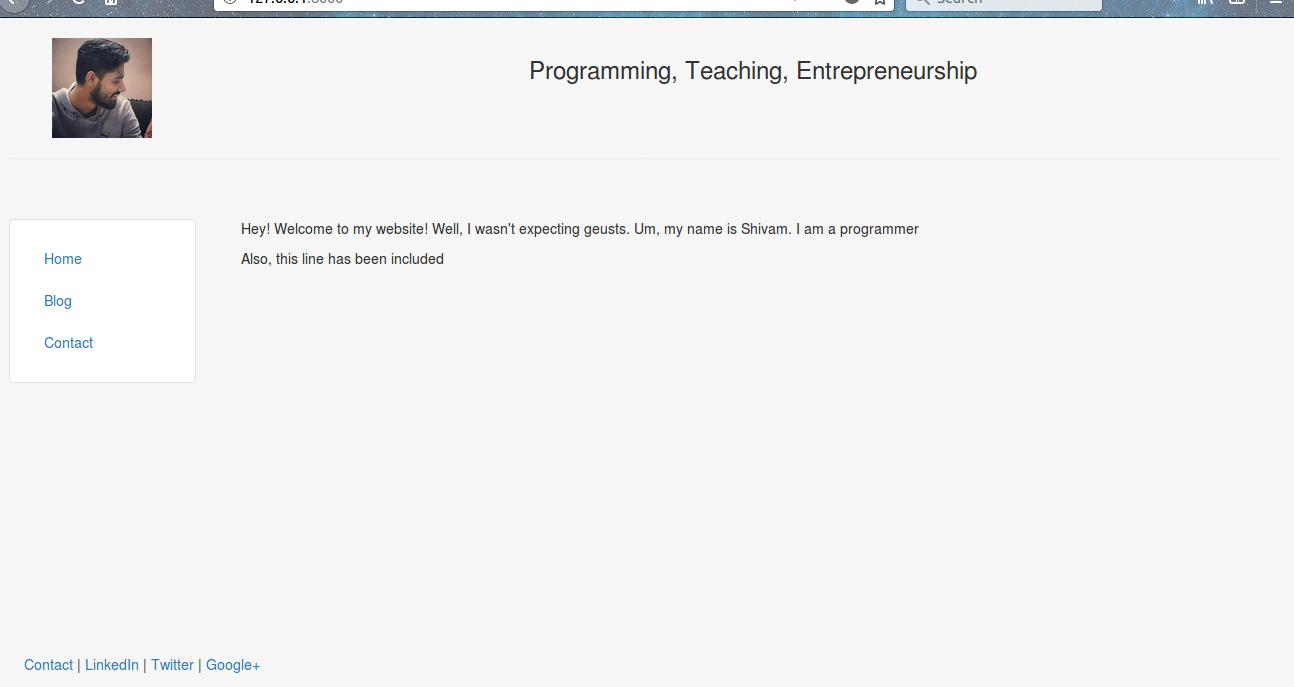 Programming, Teaching, Entrepreneurship
Hey! Welcome to my website! Well, I wasn't expecting geusts. Um, my name is Shivam. I am a programmer
Also, this line has been included
Home
Blog
Contact
Contact | LinkedIn | Twitter | Google+